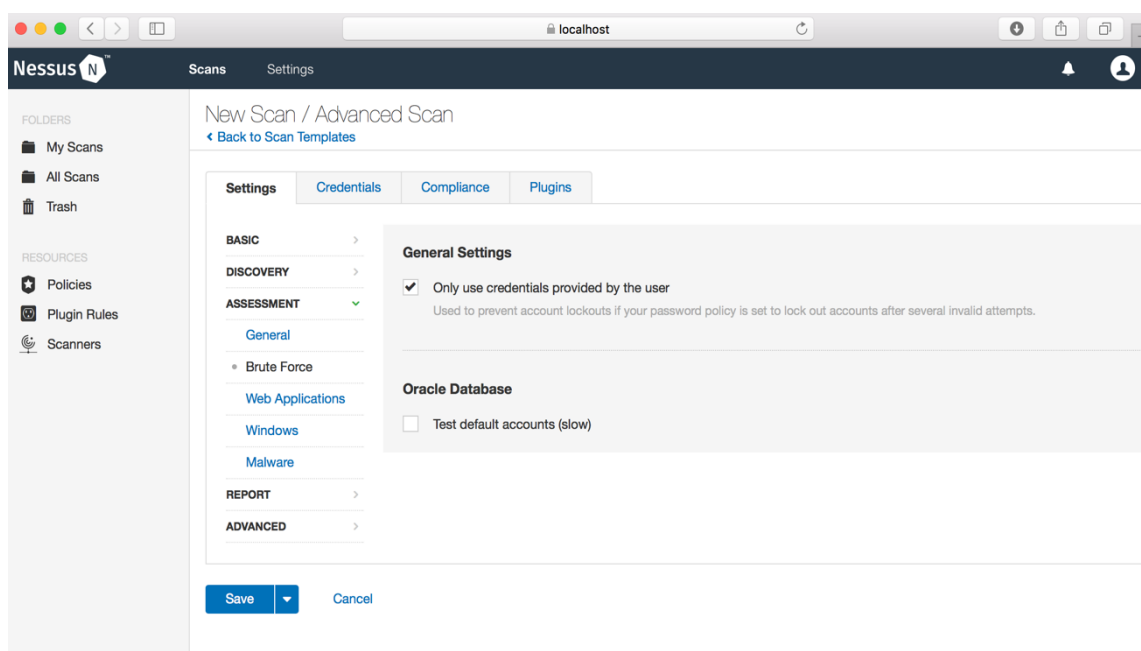 localhost
Nessus N ™
Scans Settings
FOLDERS
My Scans
All Scans
Trash
RESOURCES
Policies
Plugin Rules
Scanners
New Scan / Advanced Scan
Back to Scan Templates
Settings Credentials Compliance Plugins
BASIC
DISCOVERY
ASSESSMENT
General
Brute Force
Web Applications
Windows
Malware
REPORT
ADVANCED
General Settings
Only use credentials provided by the user
Used to prevent account lockouts if your password policy is set to lock out accounts after several invalid attempts.
Oracle Database
Test default accounts (slow)
Save Cancel